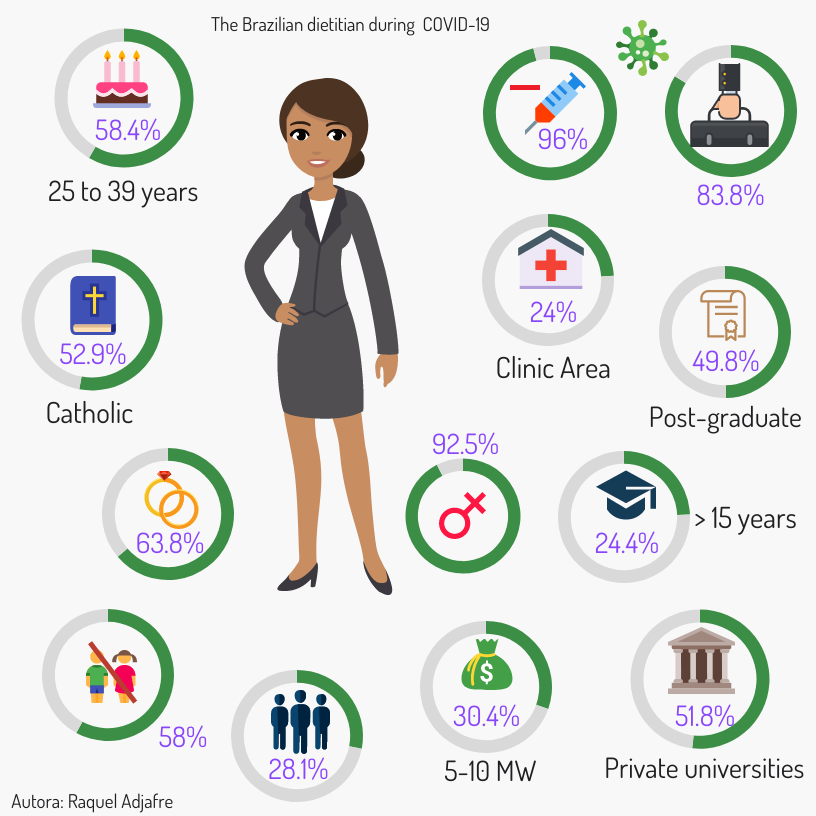 The Brazilian dietitian during COVID-19
58.4%
25 to 39 years
96%
83.8%
52.9%
Catholic
24%
Clinic Area
49.8%
Post-graduate
63.8%
92.5%
24.4%
> 15 years
58%
28.1%
$
30.4%
5-10 MW
51.8%
Private universities
Autora: Raquel Adjafre